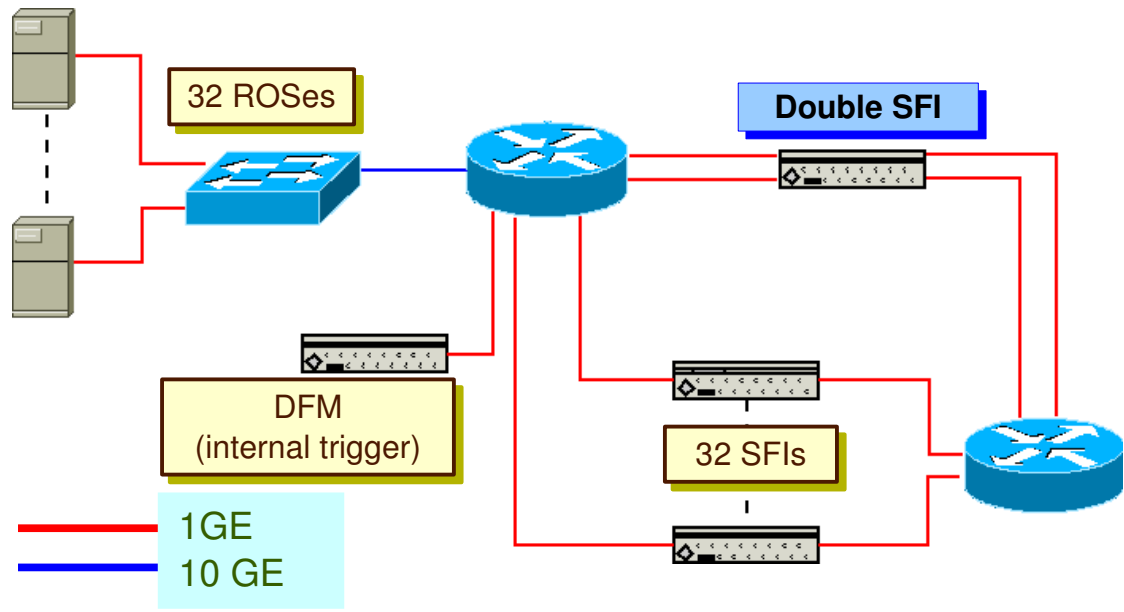 32 ROSes
Double SFI
DFM
(internal trigger)
32 SFIs
1GE
10 GE